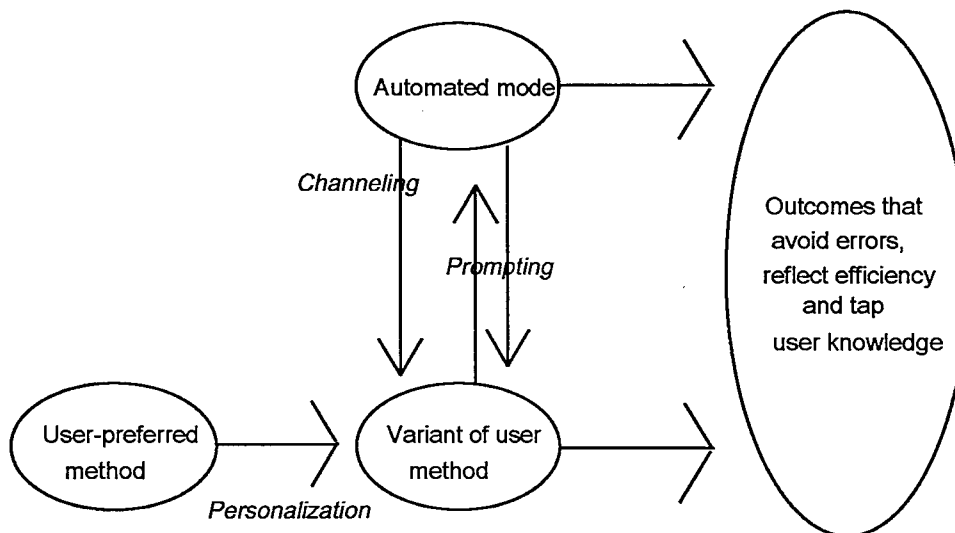 Automated mode
Channeling
Prompting
Outcomes that
avoid errors,
reflect efficiency
and tap
user knowledge
User-preferred
method
Variant of user
method
Personalization